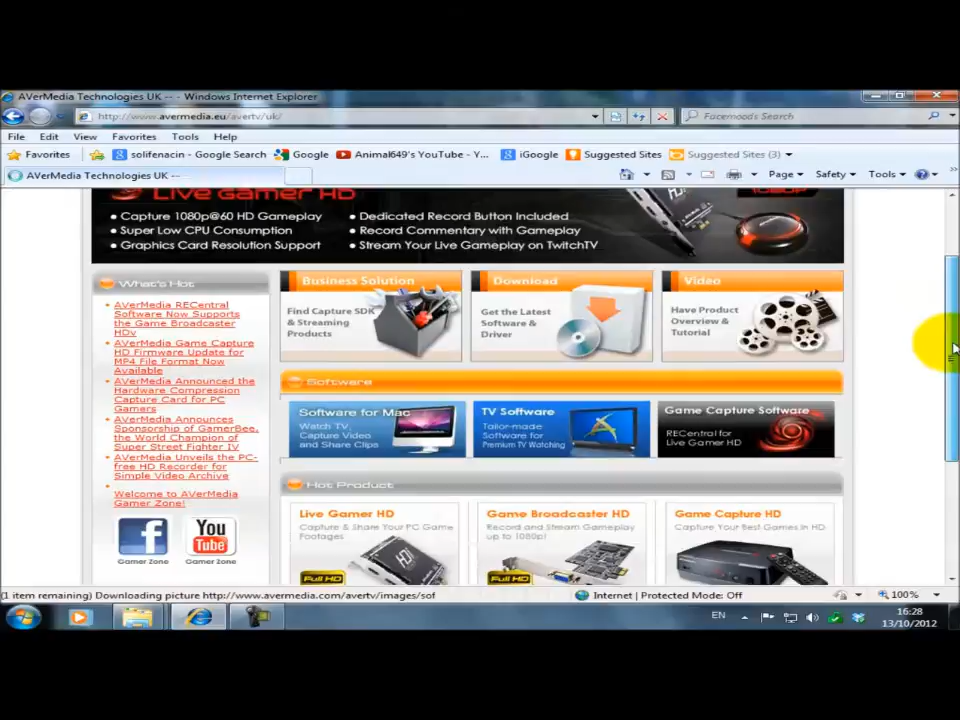 AVerMedia Technologies UK -- - Windows Internet Explorer
http://www.avermedia.eu/avertv/uk/
Facemoods Search
File Edit View Favorites Tools Help
Favorites
solifenacin - Google Search
Google
Animal649's YouTube - Y...
iGoogle
Suggested Sites
Suggested Sites (3)
AVerMedia Technologies UK --
Page
Safety
Tools
Live Gamer HD
• Capture 1080p@60 HD Gameplay
• Super Low CPU Consumption
• Graphics Card Resolution Support
• Dedicated Record Button Included
• Record Commentary with Gameplay
• Stream Your Live Gameplay on TwitchTV
What's Hot
AVerMedia RECentral
Software Now Supports
the Game Broadcaster
HDv
AVerMedia Game Capture
HD Firmware Update for
MP4 File Format Now
Available
AVerMedia Announced the
Hardware Compression
Capture Card for PC
Gamers
AVerMedia Announces
Sponsorship of GamerBee,
the World Champion of
Super Street Fighter IV
AVerMedia Unveils the PC-
free HD Recorder for
Simple Video Archive
Welcome to AVerMedia
Gamer Zone!
You
Tube
Gamer Zone
Gamer Zone
Business Solution
Find Capture SDK
& Streaming
Products
Download
Get the Latest
Software &
Driver
Video
Have Product
Overview &
Tutorial
Software
Software for Mac
Watch TV,
Capture Video
and Share Clips
TV Software
Tailor-made
Software for
Premium TV Watching
Game Capture Software
RECentral for
Live Gamer HD
Hot Product
Live Gamer HD
Capture & Share Your PC Game
Footages
Full HD
Game Broadcaster HD
Record and Stream Gameplay
up to 1080p!
Full HD
Game Capture HD
Capture Your Best Games in HD
(1 item remaining) Downloading picture http://www.avermedia.com/avertv/images/sof
Internet | Protected Mode: Off
100%
EN
16:28
13/10/2012